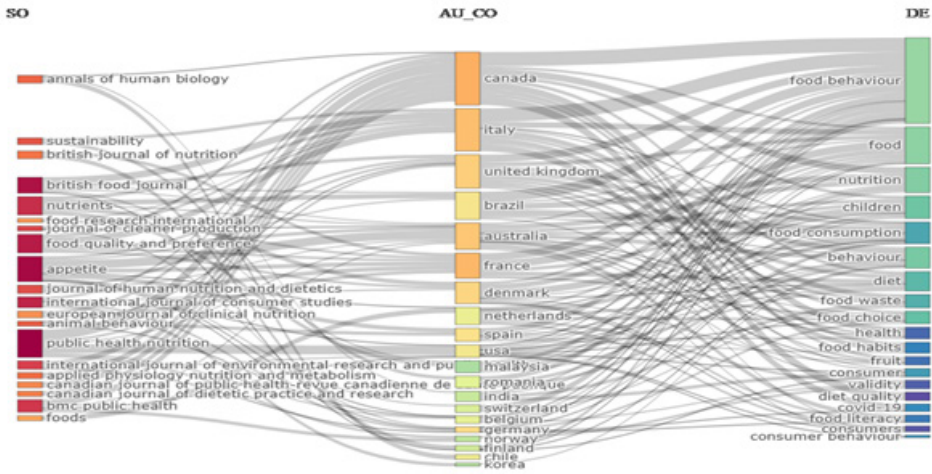 SO
AU_CO
DE
annals of human biology
sustainability
british journal of nutrition
british food journal
nutrients
food research international
journal of cleaner production
food quality and preference
appetite
journal of human nutrition and dietetics
international journal of consumer studies
european journal of clinical nutrition
animal behaviour
public health nutrition
international journal of environmental research and pu
applied physiology nutrition and metabolism
canadian journal of public health-revue canadienne de
canadian journal of dietetic practice and research
bmc public health
foods
canada
italy
united kingdom
brazil
australia
france
denmark
netherlands
spain
usa
malaysia
romania
india
switzerland
belgium
germany
norway
finland
chile
korea
food behaviour
food
nutrition
children
food consumption
behaviour
diet
food waste
food choice
health
food habits
fruit
consumer
validity
diet quality
covid-19
food literacy
consumers
consumer behaviour